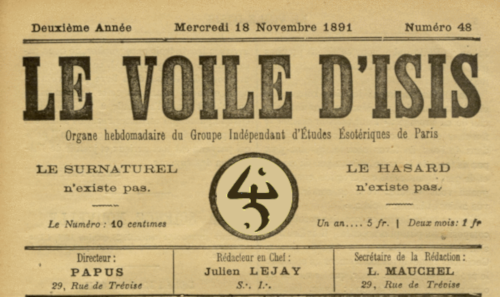 Deuxième Année Mercredi 18 Novembre 1891 Numéro 48
LE VOILE D'ISIS
Organe hebdomadaire du Groupe Indépendant d'Études Ésotériques de Paris
LE SURNATUREL
n'existe pas.
LE HASARD
n'existe pas.
Le Numéro : 10 centimes
Un an.... 5 fr. | Deux mois: 1 fr
Directeur :
PAPUS
29, Rue de Trévise
Rédacteur en Chef :
Julien LEJAY
S∴ I∴
Secrétaire de la Rédaction :
L. MAUCHEL
29, Rue de Trévise